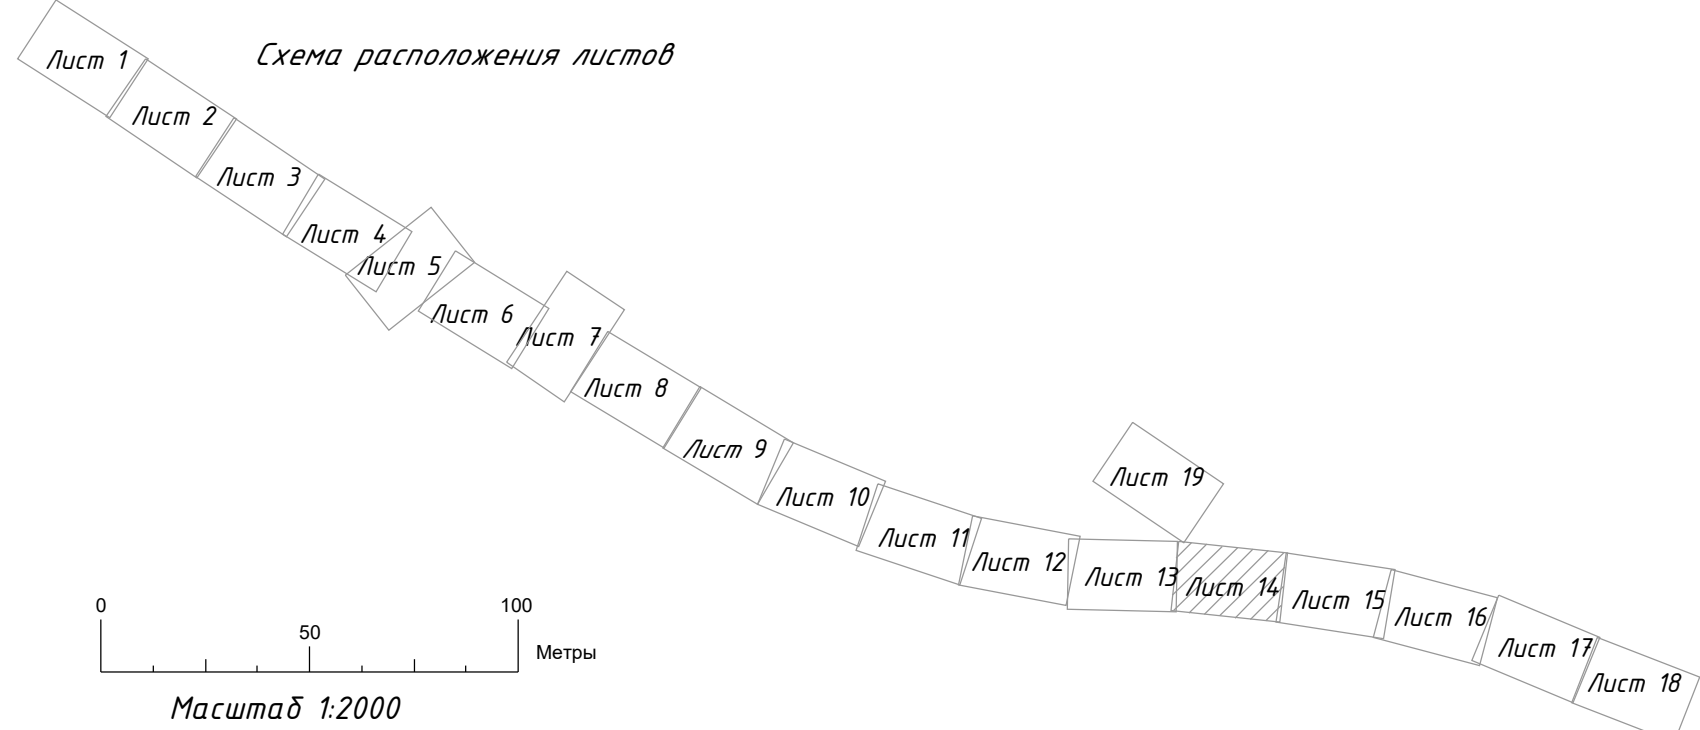 Схема расположения листов
Лист 1
Лист 2
Лист 3
Лист 4
Лист 5
Лист 6
Лист 7
Лист 8
Лист 9
Лист 10
Лист 11
Лист 12
Лист 13
Лист 14
Лист 15
Лист 16
Лист 17
Лист 18
Лист 19
0 50 100
Метры
Масштаб 1:2000